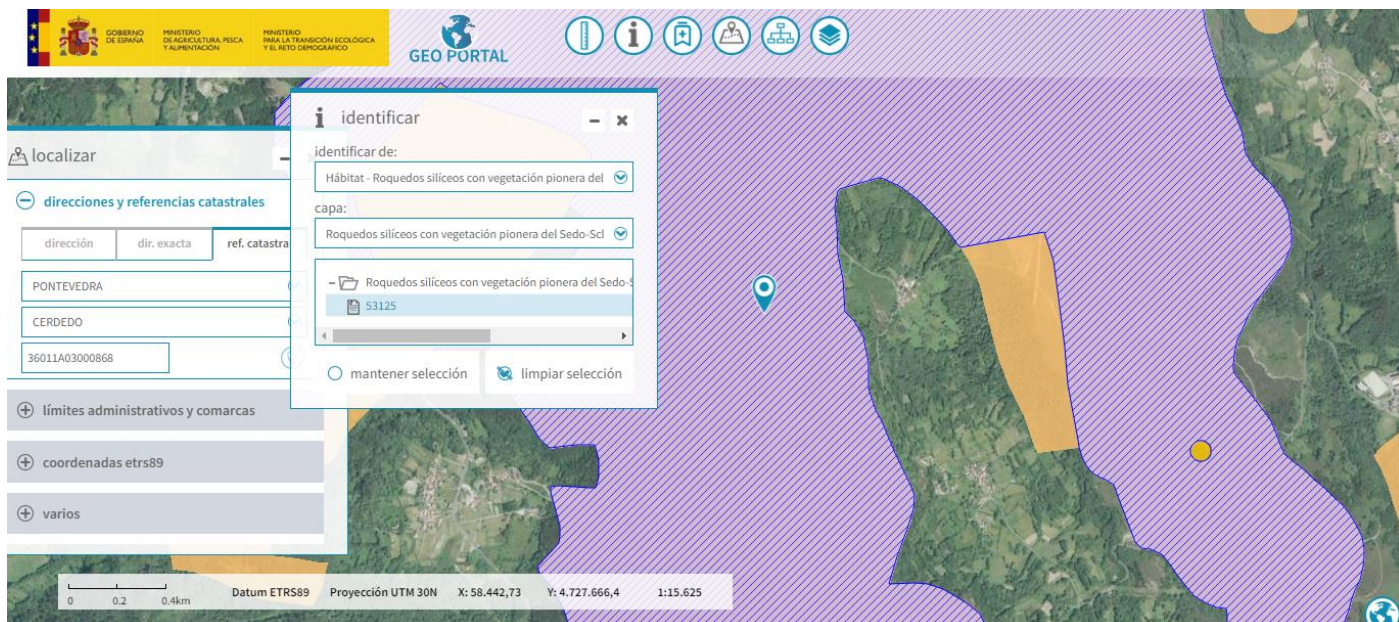 GOBIERNO
DE ESPAÑA
MINISTERIO
DE AGRICULTURA, PESCA
Y ALIMENTACIÓN
MINISTERIO
PARA LA TRANSICIÓN ECOLÓGICA
Y EL RETO DEMOGRÁFICO
GEO PORTAL
localizar
direcciones y referencias catastrales
dirección dir. exacta ref. catastra
PONTEVEDRA
CERDEDO
36011A03000868
límites administrativos y comarcas
coordenadas etrs89
varios
identificar
identificar de:
Hábitat - Roquedos silíceos con vegetación pionera del
capa:
Roquedos silíceos con vegetación pionera del Sedo-Scl
Roquedos silíceos con vegetación pionera del Sedo-S
53125
mantener selección limpiar selección
0 0.2 0.4km Datum ETRS89 Proyección UTM 30N X: 58.442,73 Y: 4.727.666,4 1:15.625